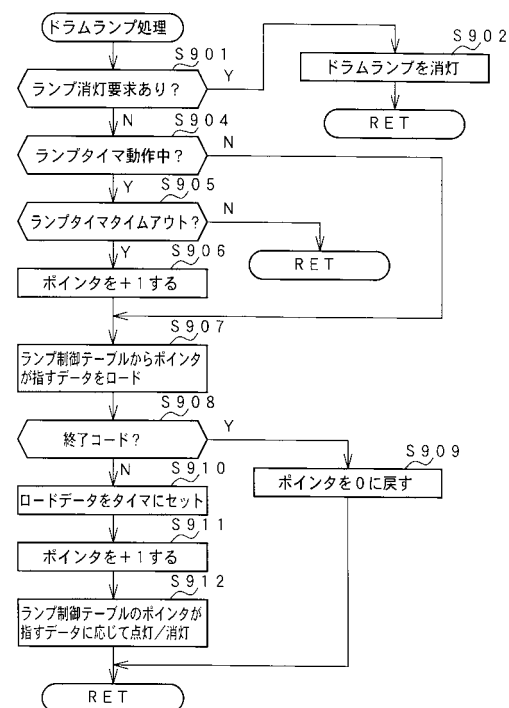 ドラムランプ処理
S901
ランプ消灯要求あり？
Y
S902
ドラムランプを消灯
RET
N
S904
ランプタイマ動作中？
N
Y
S905
ランプタイマタイムアウト？
N
RET
Y
S906
ポインタを＋1する
S907
ランプ制御テーブルからポインタ
が指すデータをロード
S908
終了コード？
Y
S909
ポインタを0に戻す
N
S910
ロードデータをタイマにセット
S911
ポインタを＋1する
S912
ランプ制御テーブルのポインタが
指すデータに応じて点灯／消灯
RET